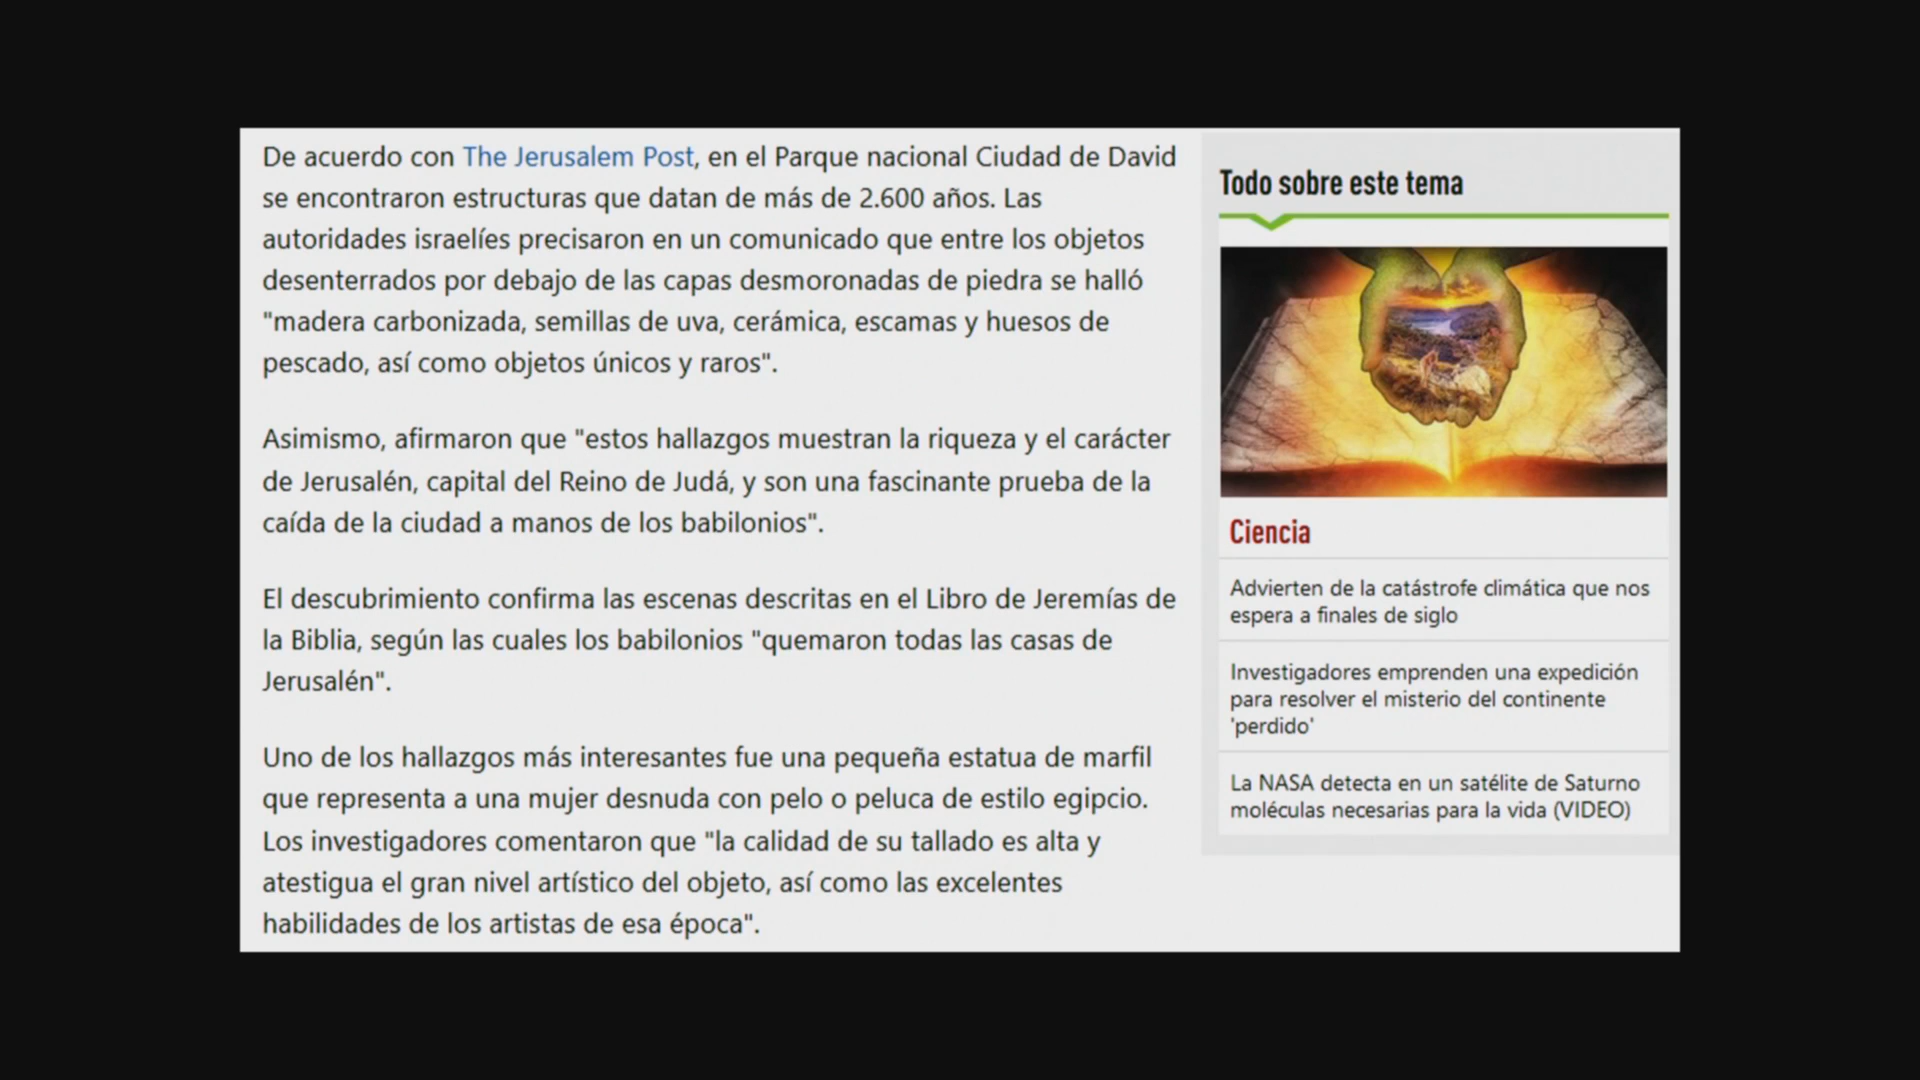 De acuerdo con The Jerusalem Post, en el Parque nacional Ciudad de David
se encontraron estructuras que datan de más de 2.600 años. Las
autoridades israelíes precisaron en un comunicado que entre los objetos
desenterrados por debajo de las capas desmoronadas de piedra se halló
"madera carbonizada, semillas de uva, cerámica, escamas y huesos de
pescado, así como objetos únicos y raros".
Asimismo, afirmaron que "estos hallazgos muestran la riqueza y el carácter
de Jerusalén, capital del Reino de Judá, y son una fascinante prueba de la
caída de la ciudad a manos de los babilonios".
El descubrimiento confirma las escenas descritas en el Libro de Jeremías de
la Biblia, según las cuales los babilonios "quemaron todas las casas de
Jerusalén".
Uno de los hallazgos más interesantes fue una pequeña estatua de marfil
que representa a una mujer desnuda con pelo o peluca de estilo egipcio.
Los investigadores comentaron que "la calidad de su tallado es alta y
atestigua el gran nivel artístico del objeto, así como las excelentes
habilidades de los artistas de esa época".
Todo sobre este tema
Ciencia
Advierten de la catástrofe climática que nos
espera a finales de siglo
Investigadores emprenden una expedición
para resolver el misterio del continente
'perdido'
La NASA detecta en un satélite de Saturno
moléculas necesarias para la vida (VIDEO)